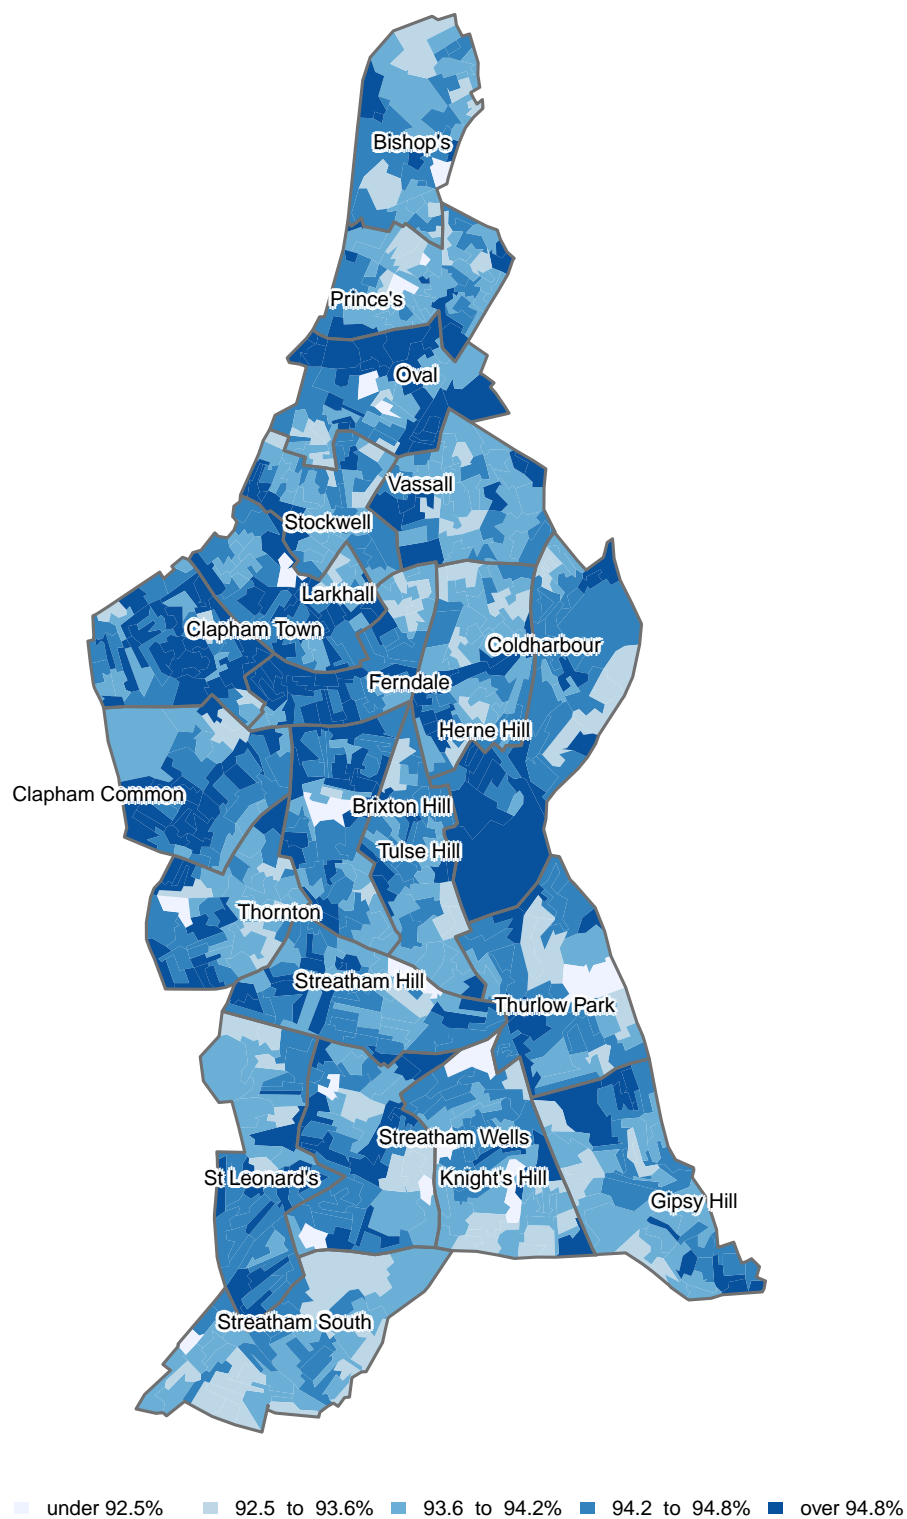 Bishop's
Prince's
Oval
Vassall
Stockwell
Larkhall
Clapham Town
Coldharbour
Ferndale
Herne Hill
Clapham Common
Brixton Hill
Tulse Hill
Thornton
Streatham Hill
Thurlow Park
Streatham Wells
St Leonard's
Knight's Hill
Gipsy Hill
Streatham South
under 92.5% 92.5 to 93.6% 93.6 to 94.2% 94.2 to 94.8% over 94.8%